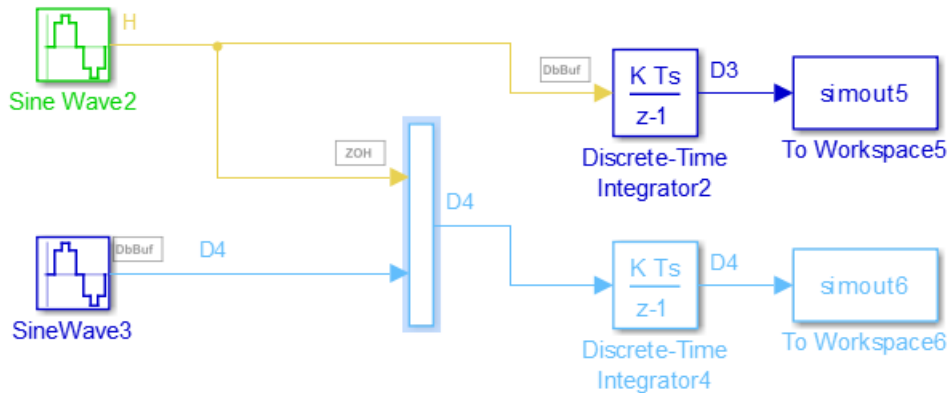 H
Sine Wave2
DbBuf
K Ts
z-1
D3
simout5
Discrete-Time
Integrator2
To Workspace5
ZOH
D4
DbBuf
D4
SineWave3
K Ts
z-1
D4
simout6
Discrete-Time
Integrator4
To Workspace6